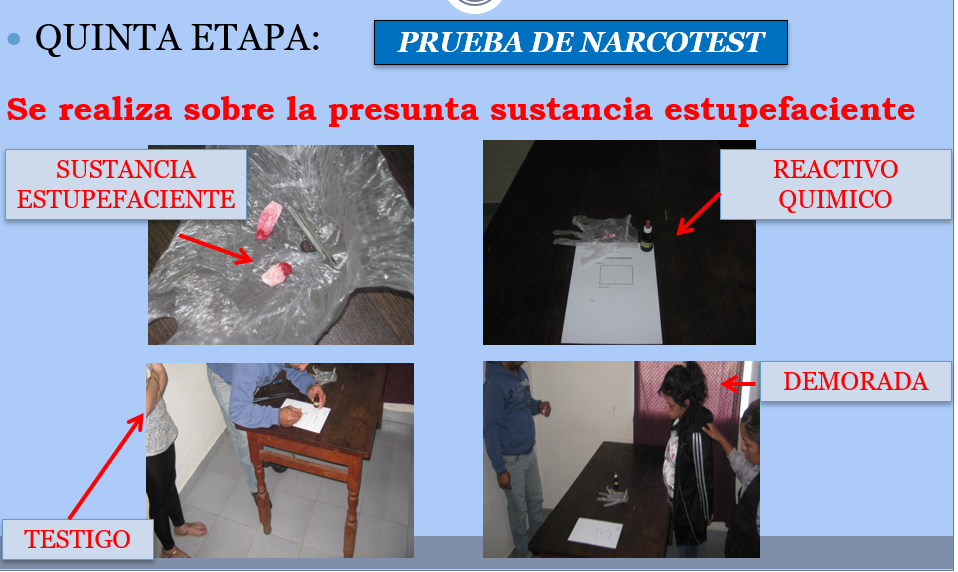 QUINTA ETAPA:
PRUEBA DE NARCOTEST
Se realiza sobre la presunta sustancia estupefaciente
SUSTANCIA
ESTUPEFACIENTE
REACTIVO
QUIMICO
DEMORADA
TESTIGO